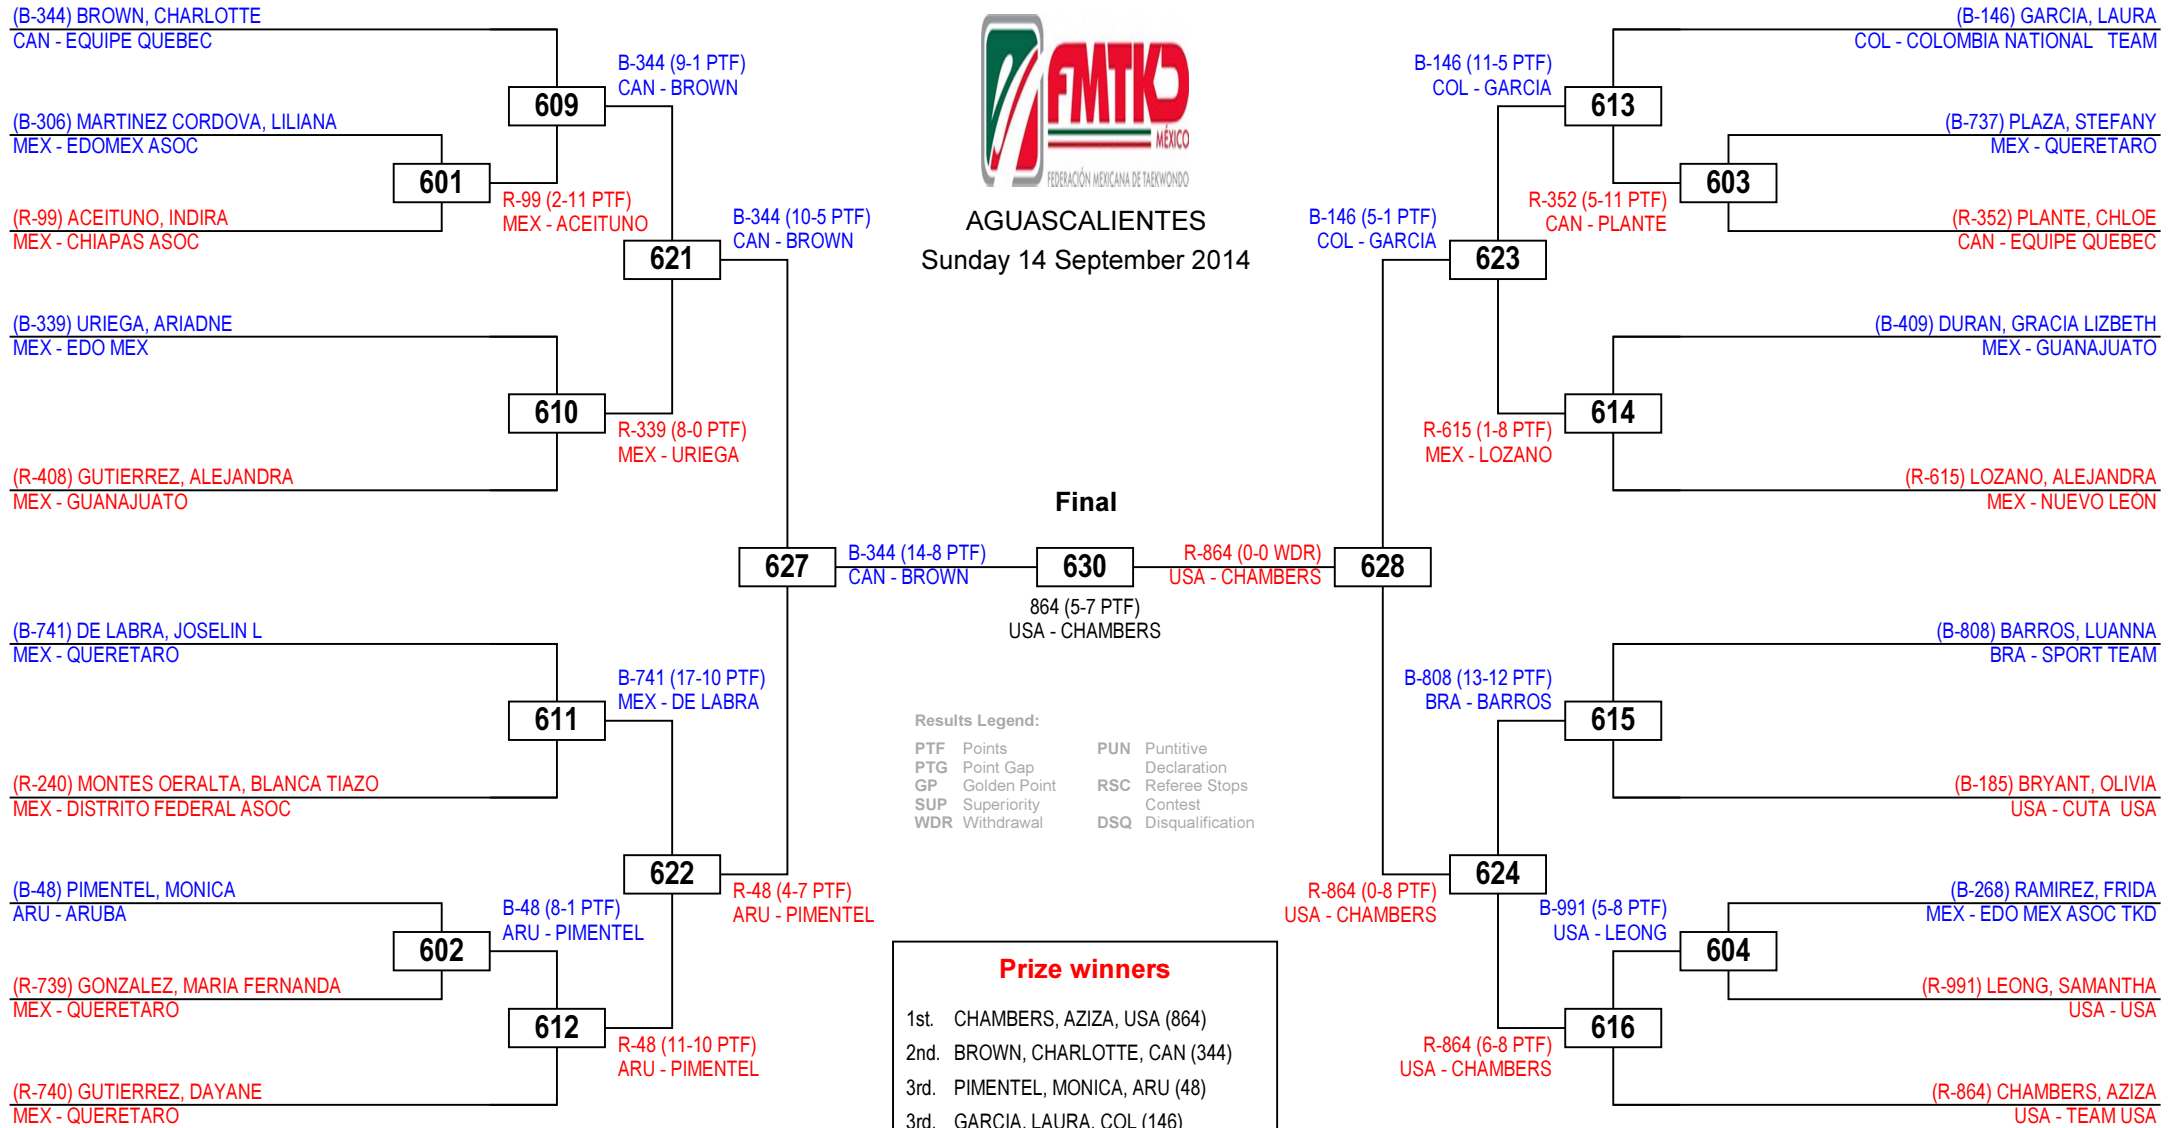 (B-344) BROWN, CHARLOTTE
CAN - EQUIPE QUEBEC
(B-306) MARTINEZ CORDOVA, LILIANA
MEX - EDOMEX ASOC
(R-99) ACEITUNO, INDIRA
MEX - CHIAPAS ASOC
(B-339) URIEGA, ARIADNE
MEX - EDO MEX
(R-408) GUTIERREZ, ALEJANDRA
MEX - GUANAJUATO
(B-741) DE LABRA, JOSELIN L
MEX - QUERETARO
(R-240) MONTES OERALTA, BLANCA TIAZO
MEX - DISTRITO FEDERAL ASOC
(B-48) PIMENTEL, MONICA
ARU - ARUBA
(R-739) GONZALEZ, MARIA FERNANDA
MEX - QUERETARO
(R-740) GUTIERREZ, DAYANE
MEX - QUERETARO
601
602
R-99 (2-11 PTF)
MEX - ACEITUNO
B-48 (8-1 PTF)
ARU - PIMENTEL
609
610
611
612
B-344 (9-1 PTF)
CAN - BROWN
R-339 (8-0 PTF)
MEX - URIEGA
B-741 (17-10 PTF)
MEX - DE LABRA
R-48 (11-10 PTF)
ARU - PIMENTEL
621
622
B-344 (10-5 PTF)
CAN - BROWN
R-48 (4-7 PTF)
ARU - PIMENTEL
627
B-344 (14-8 PTF)
CAN - BROWN
FMTKD
MÉXICO
FEDERACIÓN MEXICANA DE TAEKWONDO
AGUASCALIENTES
Sunday 14 September 2014
Final
630
864 (5-7 PTF)
USA - CHAMBERS
R-864 (0-0 WDR)
USA - CHAMBERS
628
Results Legend:
PTF Points
PTG Point Gap
GP Golden Point
SUP Superiority
WDR Withdrawal
PUN Puntitive
Declaration
RSC Referee Stops
Contest
DSQ Disqualification
Prize winners
1st. CHAMBERS, AZIZA, USA (864)
2nd. BROWN, CHARLOTTE, CAN (344)
3rd. PIMENTEL, MONICA, ARU (48)
3rd. GARCIA, LAURA, COL (146)
B-146 (5-1 PTF)
COL - GARCIA
R-864 (0-8 PTF)
USA - CHAMBERS
623
624
B-146 (11-5 PTF)
COL - GARCIA
R-615 (1-8 PTF)
MEX - LOZANO
B-808 (13-12 PTF)
BRA - BARROS
R-864 (6-8 PTF)
USA - CHAMBERS
613
614
615
616
R-352 (5-11 PTF)
CAN - PLANTE
B-991 (5-8 PTF)
USA - LEONG
603
604
(B-146) GARCIA, LAURA
COL - COLOMBIA NATIONAL TEAM
(B-737) PLAZA, STEFANY
MEX - QUERETARO
(R-352) PLANTE, CHLOE
CAN - EQUIPE QUEBEC
(B-409) DURAN, GRACIA LIZBETH
MEX - GUANAJUATO
(R-615) LOZANO, ALEJANDRA
MEX - NUEVO LEÓN
(B-808) BARROS, LUANNA
BRA - SPORT TEAM
(B-185) BRYANT, OLIVIA
USA - CUTA USA
(B-268) RAMIREZ, FRIDA
MEX - EDO MEX ASOC TKD
(R-991) LEONG, SAMANTHA
USA - USA
(R-864) CHAMBERS, AZIZA
USA - TEAM USA